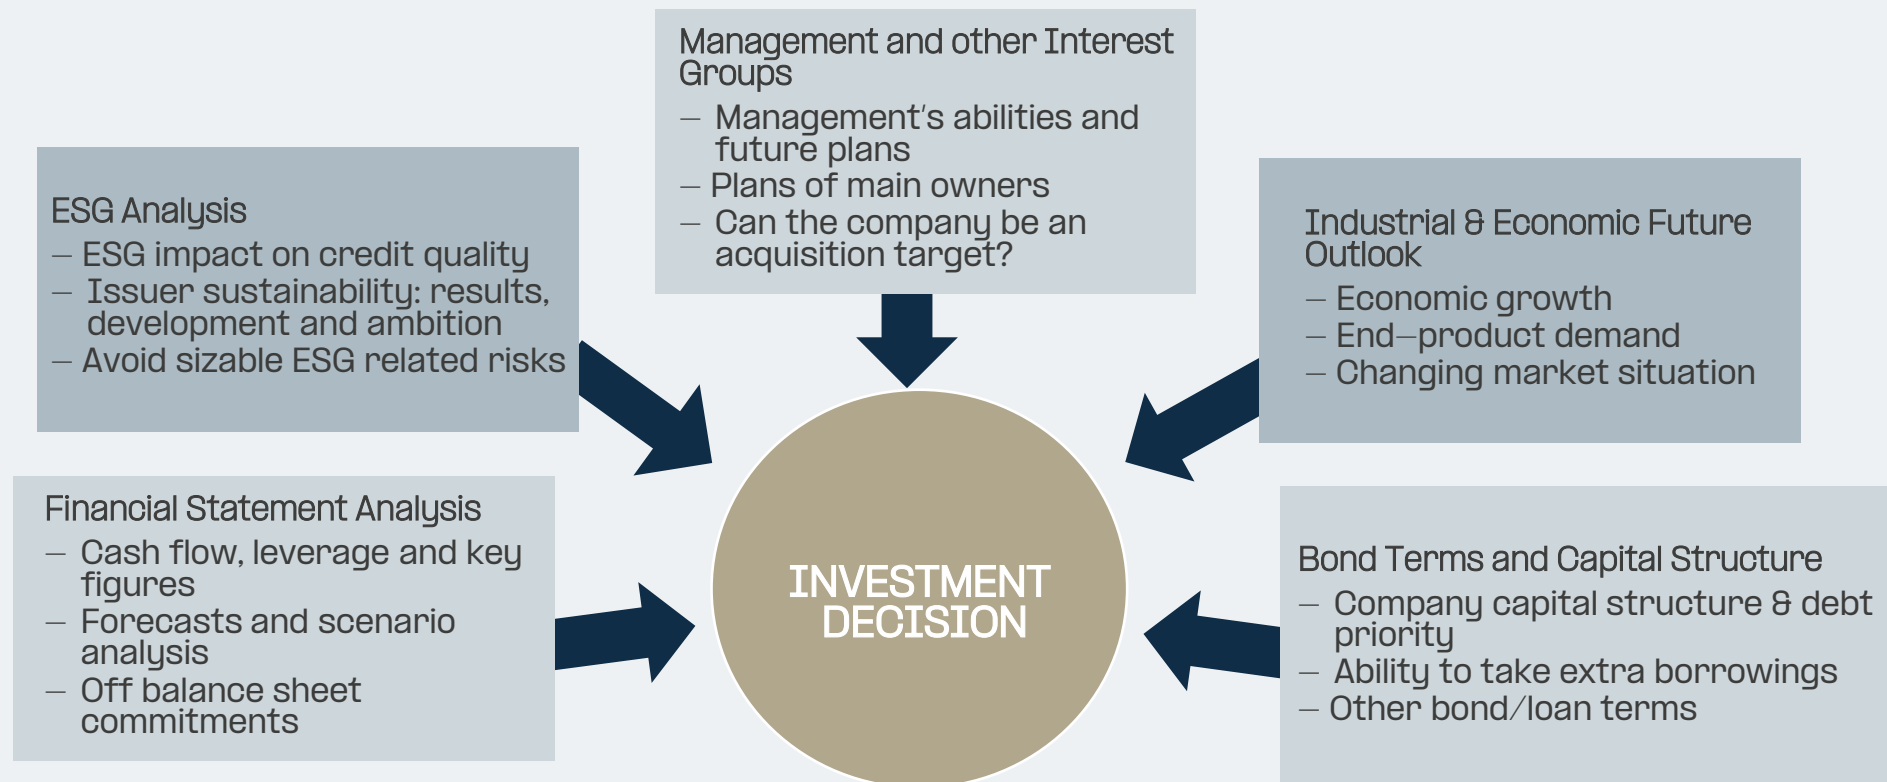 Management and other Interest
Groups
– Management's abilities and
future plans
– Plans of main owners
– Can the company be an
acquisition target?
ESG Analysis
– ESG impact on credit quality
– Issuer sustainability: results,
development and ambition
– Avoid sizable ESG related risks
Industrial & Economic Future
Outlook
– Economic growth
– End–product demand
– Changing market situation
Financial Statement Analysis
– Cash flow, leverage and key
figures
– Forecasts and scenario
analysis
– Off balance sheet
commitments
INVESTMENT
DECISION
Bond Terms and Capital Structure
– Company capital structure & debt
priority
– Ability to take extra borrowings
– Other bond/loan terms